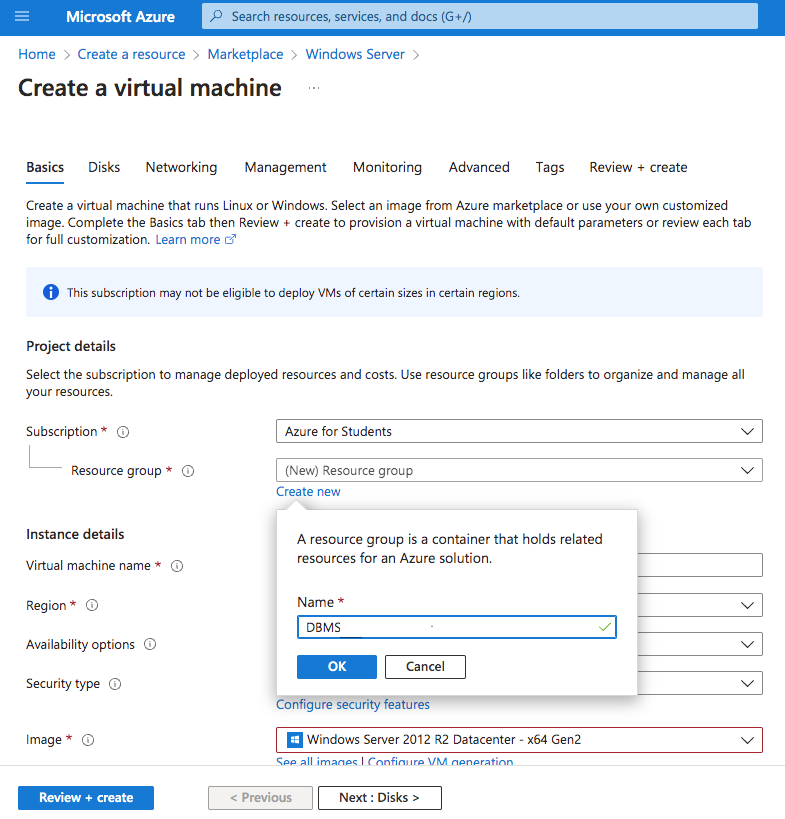 Microsoft Azure
Search resources, services, and docs (G+/)
Home > Create a resource > Marketplace > Windows Server >
Create a virtual machine ...
Basics Disks Networking Management Monitoring Advanced Tags Review + create
Create a virtual machine that runs Linux or Windows. Select an image from Azure marketplace or use your own customized
image. Complete the Basics tab then Review + create to provision a virtual machine with default parameters or review each tab
for full customization. Learn more
This subscription may not be eligible to deploy VMs of certain sizes in certain regions.
Project details
Select the subscription to manage deployed resources and costs. Use resource groups like folders to organize and manage all
your resources.
Subscription * Azure for Students
Resource group * (New) Resource group
Create new
A resource group is a container that holds related
resources for an Azure solution.
Name *
DBMS
OK Cancel
Instance details
Virtual machine name *
Region *
Availability options
Security type
Configure security features
Image * Windows Server 2012 R2 Datacenter - x64 Gen2
See all images | Configure VM generation
Review + create < Previous Next : Disks >